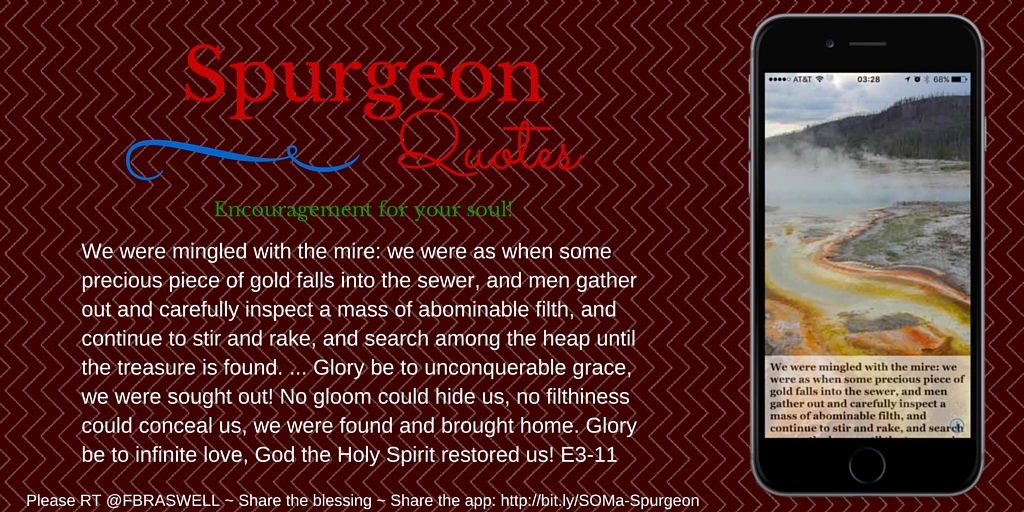 Spurgeon
Quotes
Encouragement for your soul!
We were mingled with the mire: we were as when some
precious piece of gold falls into the sewer, and men gather
out and carefully inspect a mass of abominable filth, and
continue to stir and rake, and search among the heap until
the treasure is found. ... Glory be to unconquerable grace,
we were sought out! No gloom could hide us, no filthiness
could conceal us, we were found and brought home. Glory
be to infinite love, God the Holy Spirit restored us! E3-11
Please RT @FBRASWELL ~ Share the blessing ~ Share the app: http://bit.ly/SOMa-Spurgeon
AT&T 03:28 68%
We were mingled with the mire: we
were as when some precious piece of
gold falls into the sewer, and men
gather out and carefully inspect a
mass of abominable filth, and
continue to stir and rake, and search